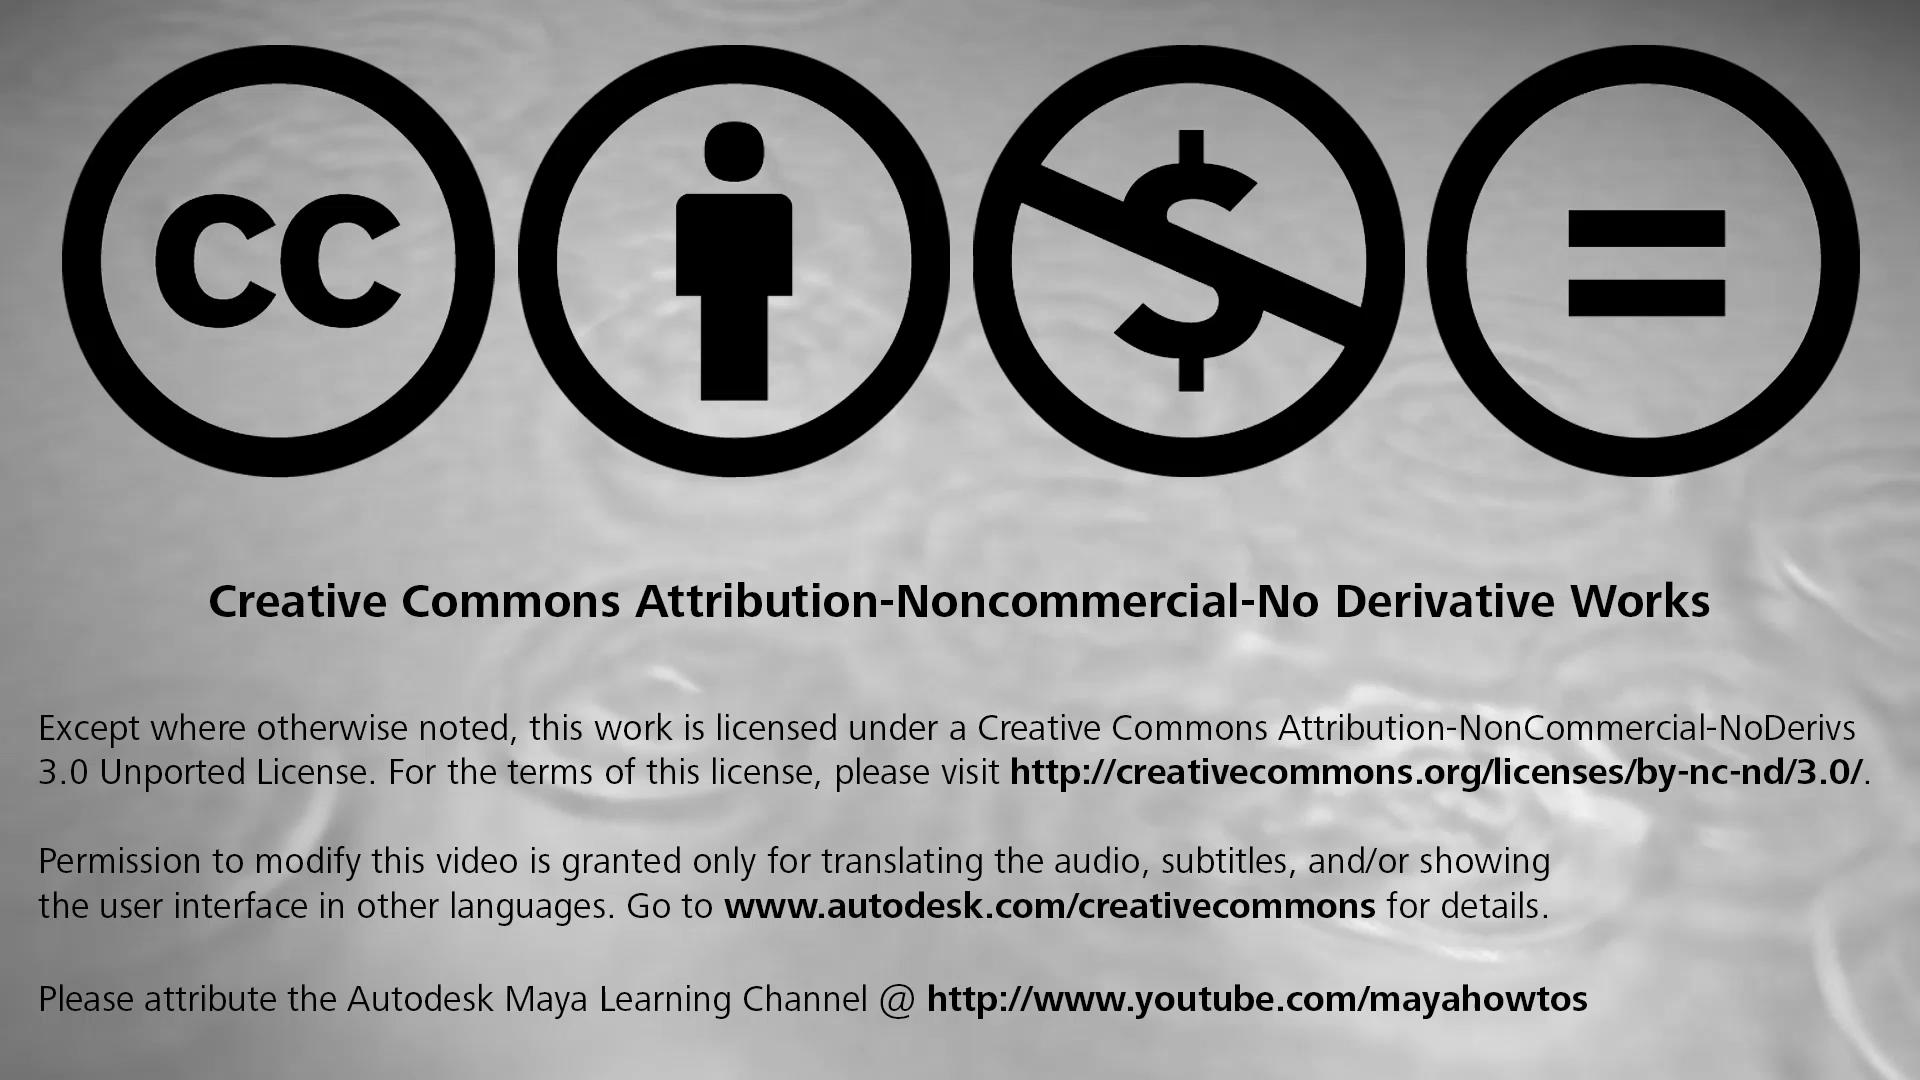 cc $ =
Creative Commons Attribution-Noncommercial-No Derivative Works
Except where otherwise noted, this work is licensed under a Creative Commons Attribution-NonCommercial-NoDerivs
3.0 Unported License. For the terms of this license, please visit http://creativecommons.org/licenses/by-nc-nd/3.0/.
Permission to modify this video is granted only for translating the audio, subtitles, and/or showing
the user interface in other languages. Go to www.autodesk.com/creativecommons for details.
Please attribute the Autodesk Maya Learning Channel @ http://www.youtube.com/mayahowtos